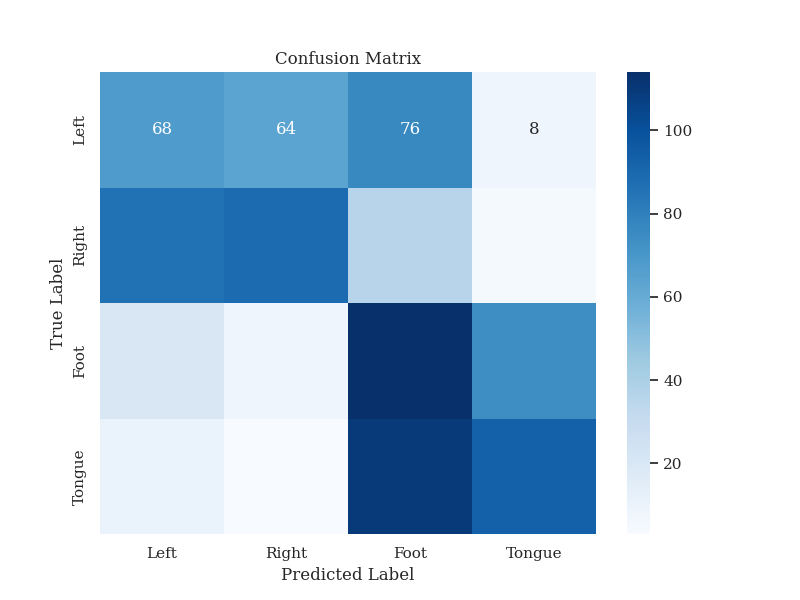 Confusion Matrix
Left 68 64 76 8
Right
Foot
Tongue
True Label
Left Right Foot Tongue
Predicted Label
100
80
60
40
20